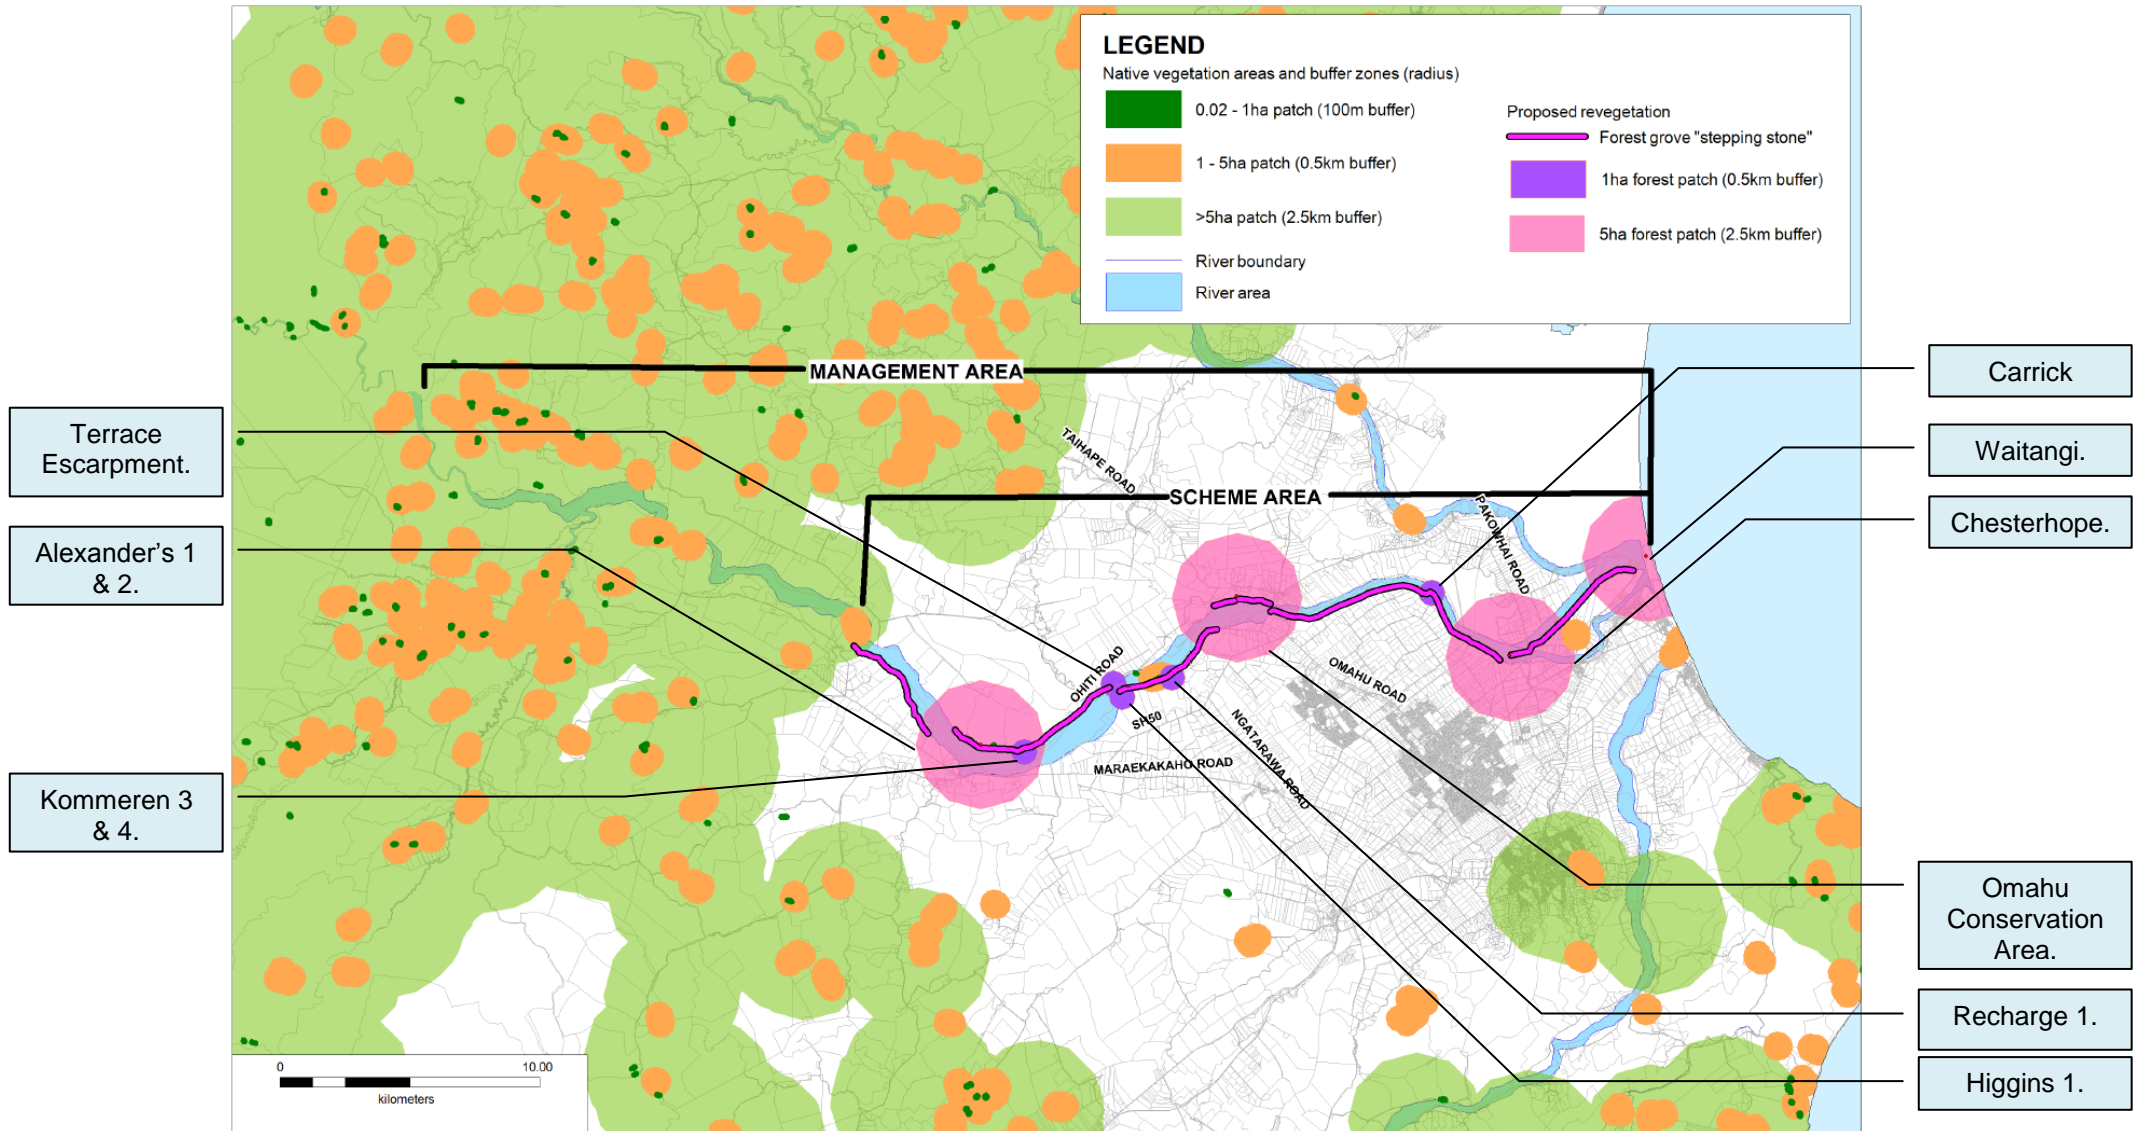 LEGEND
Native vegetation areas and buffer zones (radius)
0.02 - 1ha patch (100m buffer)
1 - 5ha patch (0.5km buffer)
>5ha patch (2.5km buffer)
River boundary
River area
Proposed revegetation
Forest grove "stepping stone"
1ha forest patch (0.5km buffer)
5ha forest patch (2.5km buffer)
MANAGEMENT AREA
SCHEME AREA
TAIHAPE ROAD
PAKOWHAI ROAD
OHITI ROAD
OMAHU ROAD
SH50
NGATARAWA ROAD
MARAEKAKAHO ROAD
Terrace
Escarpment.
Alexander's 1
& 2.
Kommeren 3
& 4.
Carrick
Waitangi.
Chesterhope.
Omahu
Conservation
Area.
Recharge 1.
Higgins 1.
0 10.00
kilometers